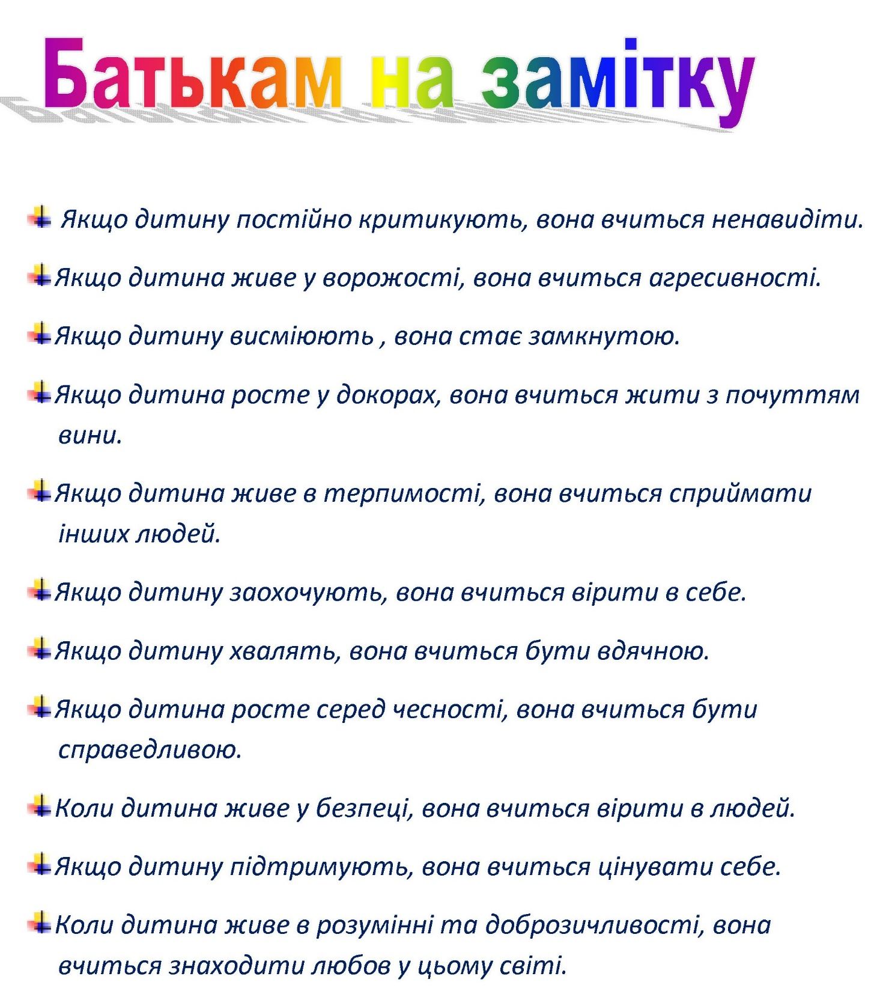 Батькам на замітку
Якщо дитину постійно критикують, вона вчиться ненавидіти.
Якщо дитина живе у ворожості, вона вчиться агресивності.
Якщо дитину висміюють , вона стає замкнутою.
Якщо дитина росте у докорах, вона вчиться жити з почуттям
вини.
Якщо дитина живе в терпимості, вона вчиться сприймати
інших людей.
Якщо дитину заохочують, вона вчиться вірити в себе.
Якщо дитину хвалять, вона вчиться бути вдячною.
Якщо дитина росте серед чесності, вона вчиться бути
справедливою.
Коли дитина живе у безпеці, вона вчиться вірити в людей.
Якщо дитину підтримують, вона вчиться цінувати себе.
Коли дитина живе в розумінні та доброзичливості, вона
вчиться знаходити любов у цьому світі.